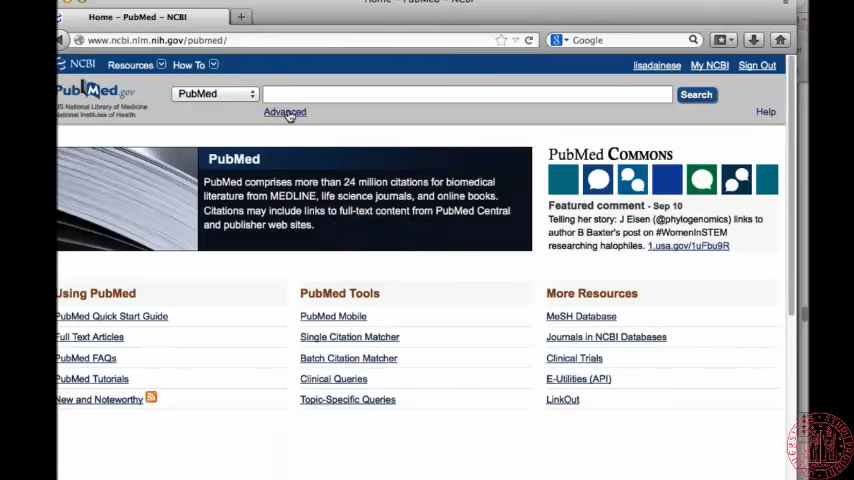 Home – PubMed – NCBI
Home – PubMed – NCBI
www.ncbi.nlm.nih.gov/pubmed/
Google
NCBI Resources How To
lisadainese My NCBI Sign Out
PubMed.gov
US National Library of Medicine
National Institutes of Health
PubMed
Search
Advanced
Help
PubMed
PubMed comprises more than 24 million citations for biomedical
literature from MEDLINE, life science journals, and online books.
Citations may include links to full-text content from PubMed Central
and publisher web sites.
PubMed COMMONS
Featured comment - Sep 10
Telling her story: J Eisen (@phylogenomics) links to
author B Baxter's post on #WomenInSTEM
researching halophiles. 1.usa.gov/1uFbu9R
Using PubMed
PubMed Quick Start Guide
Full Text Articles
PubMed FAQs
PubMed Tutorials
New and Noteworthy
PubMed Tools
PubMed Mobile
Single Citation Matcher
Batch Citation Matcher
Clinical Queries
Topic-Specific Queries
More Resources
MeSH Database
Journals in NCBI Databases
Clinical Trials
E-Utilities (API)
LinkOut